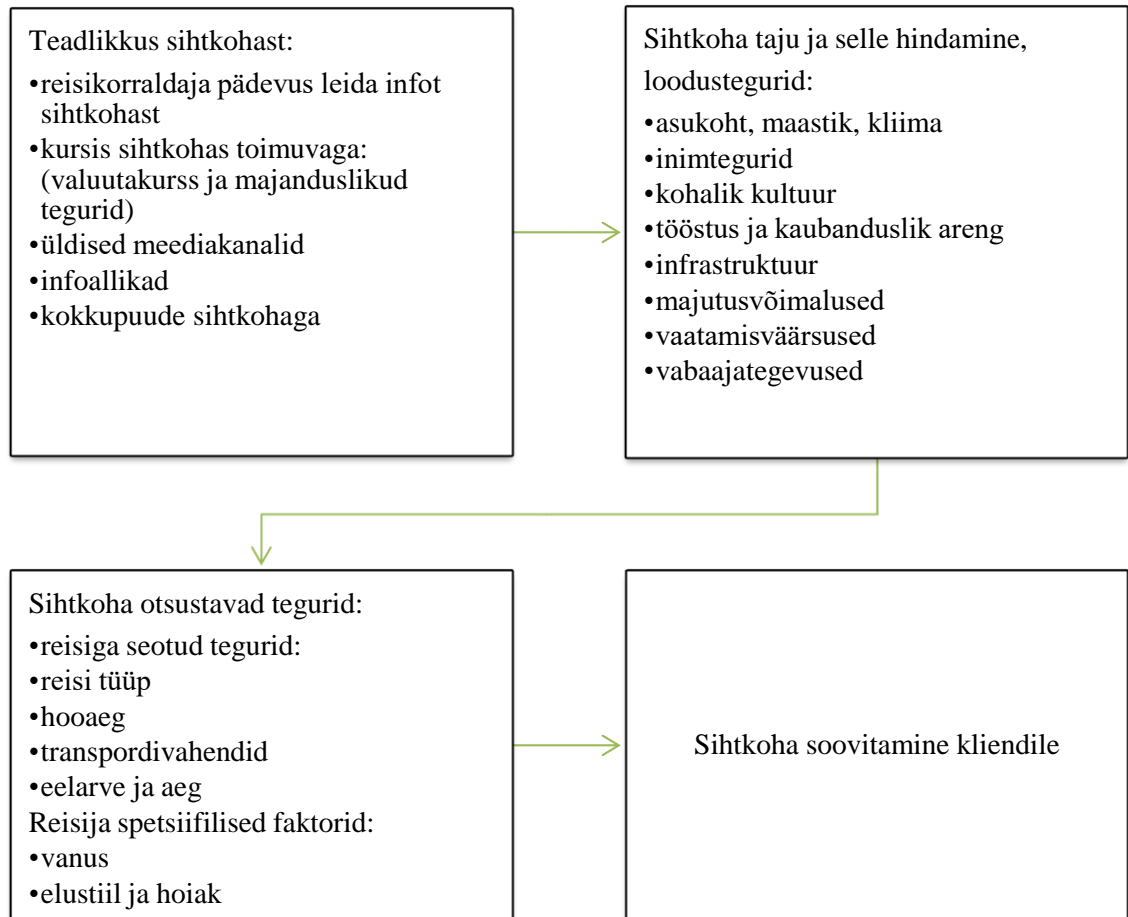 Teadlikkus sihtkohast:
•reisikorraldaja pädevus leida infot
sihtkohast
•kursis sihtkohas toimuvaga:
(valuutakurss ja majanduslikud
tegurid)
•üldised meediakanalid
•infoallikad
•kokkupuude sihtkohaga
Sihtkoha taju ja selle hindamine,
loodustegurid:
•asukoht, maastik, kliima
•inimtegurid
•kohalik kultuur
•tööstus ja kaubanduslik areng
•infrastruktuur
•majutusvõimalused
•vaatamisväärsused
•vabaajategevused
Sihtkoha otsustavad tegurid:
•reisiga seotud tegurid:
•reisi tüüp
•hooaeg
•transpordivahendid
•eelarve ja aeg
Reisija spetsiifilised faktorid:
•vanus
•elustiil ja hoiak
Sihtkoha soovitamine kliendile